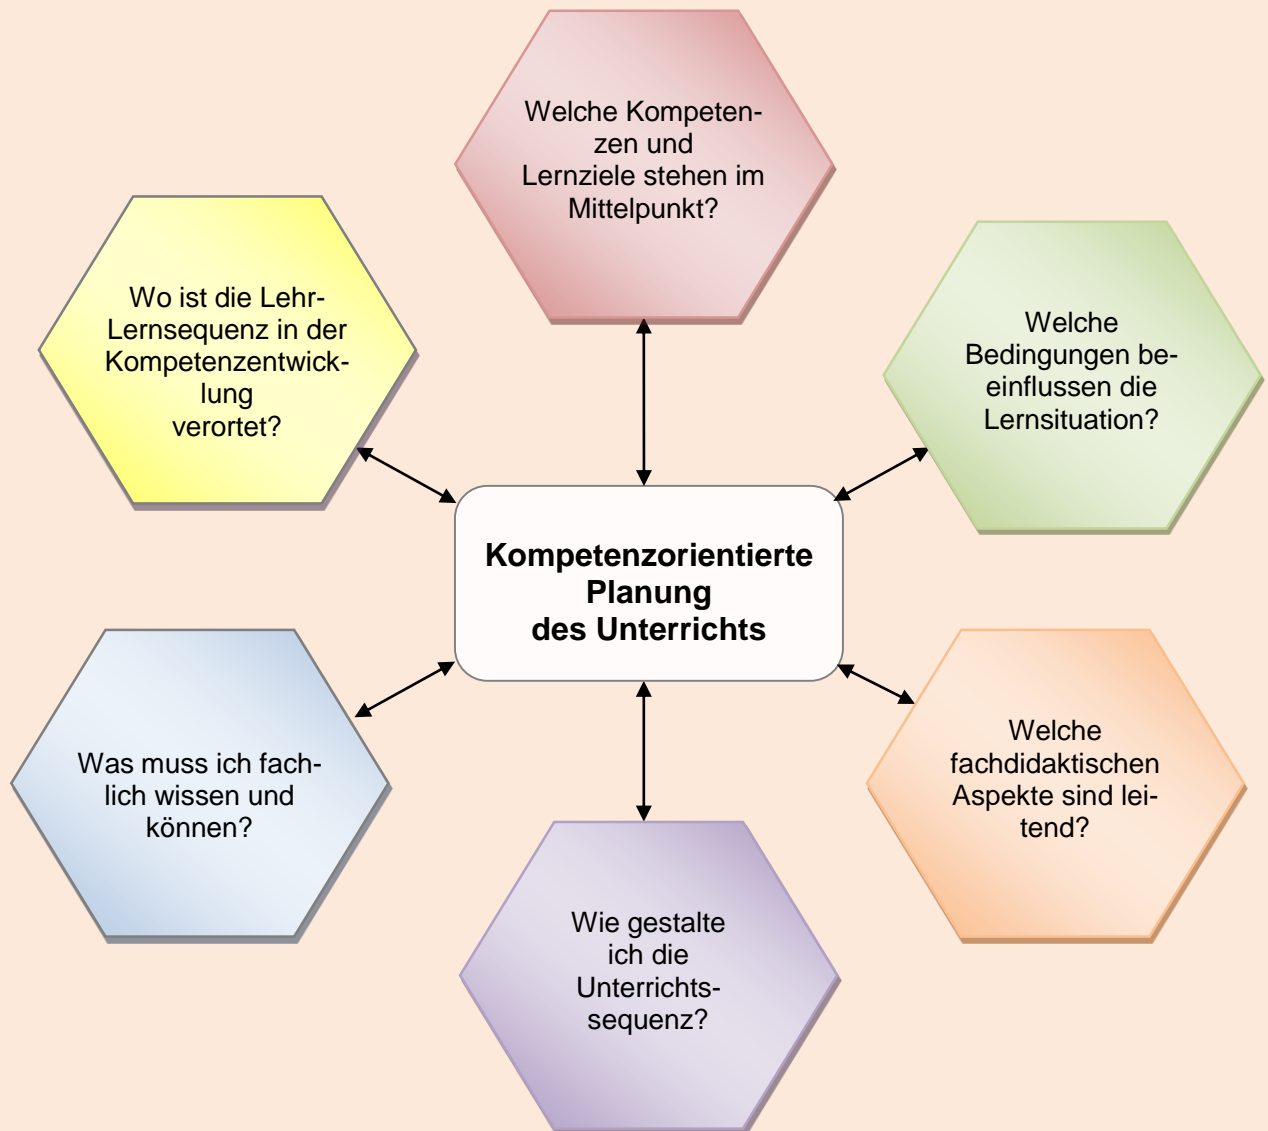 Welche Kompeten-
zen und
Lernziele stehen im
Mittelpunkt?
Wo ist die Lehr-
Lernsequenz in der
Kompetenzentwick-
lung
verortet?
Welche
Bedingungen be-
einflussen die
Lernsituation?
Kompetenzorientierte
Planung
des Unterrichts
Was muss ich fach-
lich wissen und
können?
Welche
fachdidaktischen
Aspekte sind lei-
tend?
Wie gestalte
ich die
Unterrichts-
sequenz?